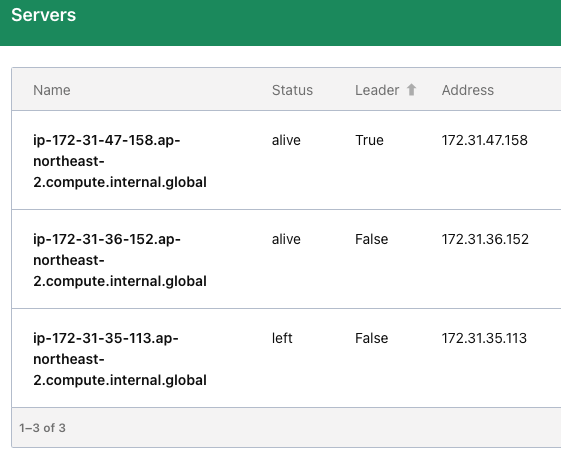 Servers
Name Status Leader Address
ip-172-31-47-158.ap- alive True 172.31.47.158
northeast-
2.compute.internal.global
ip-172-31-36-152.ap- alive False 172.31.36.152
northeast-
2.compute.internal.global
ip-172-31-35-113.ap- left False 172.31.35.113
northeast-
2.compute.internal.global
1–3 of 3